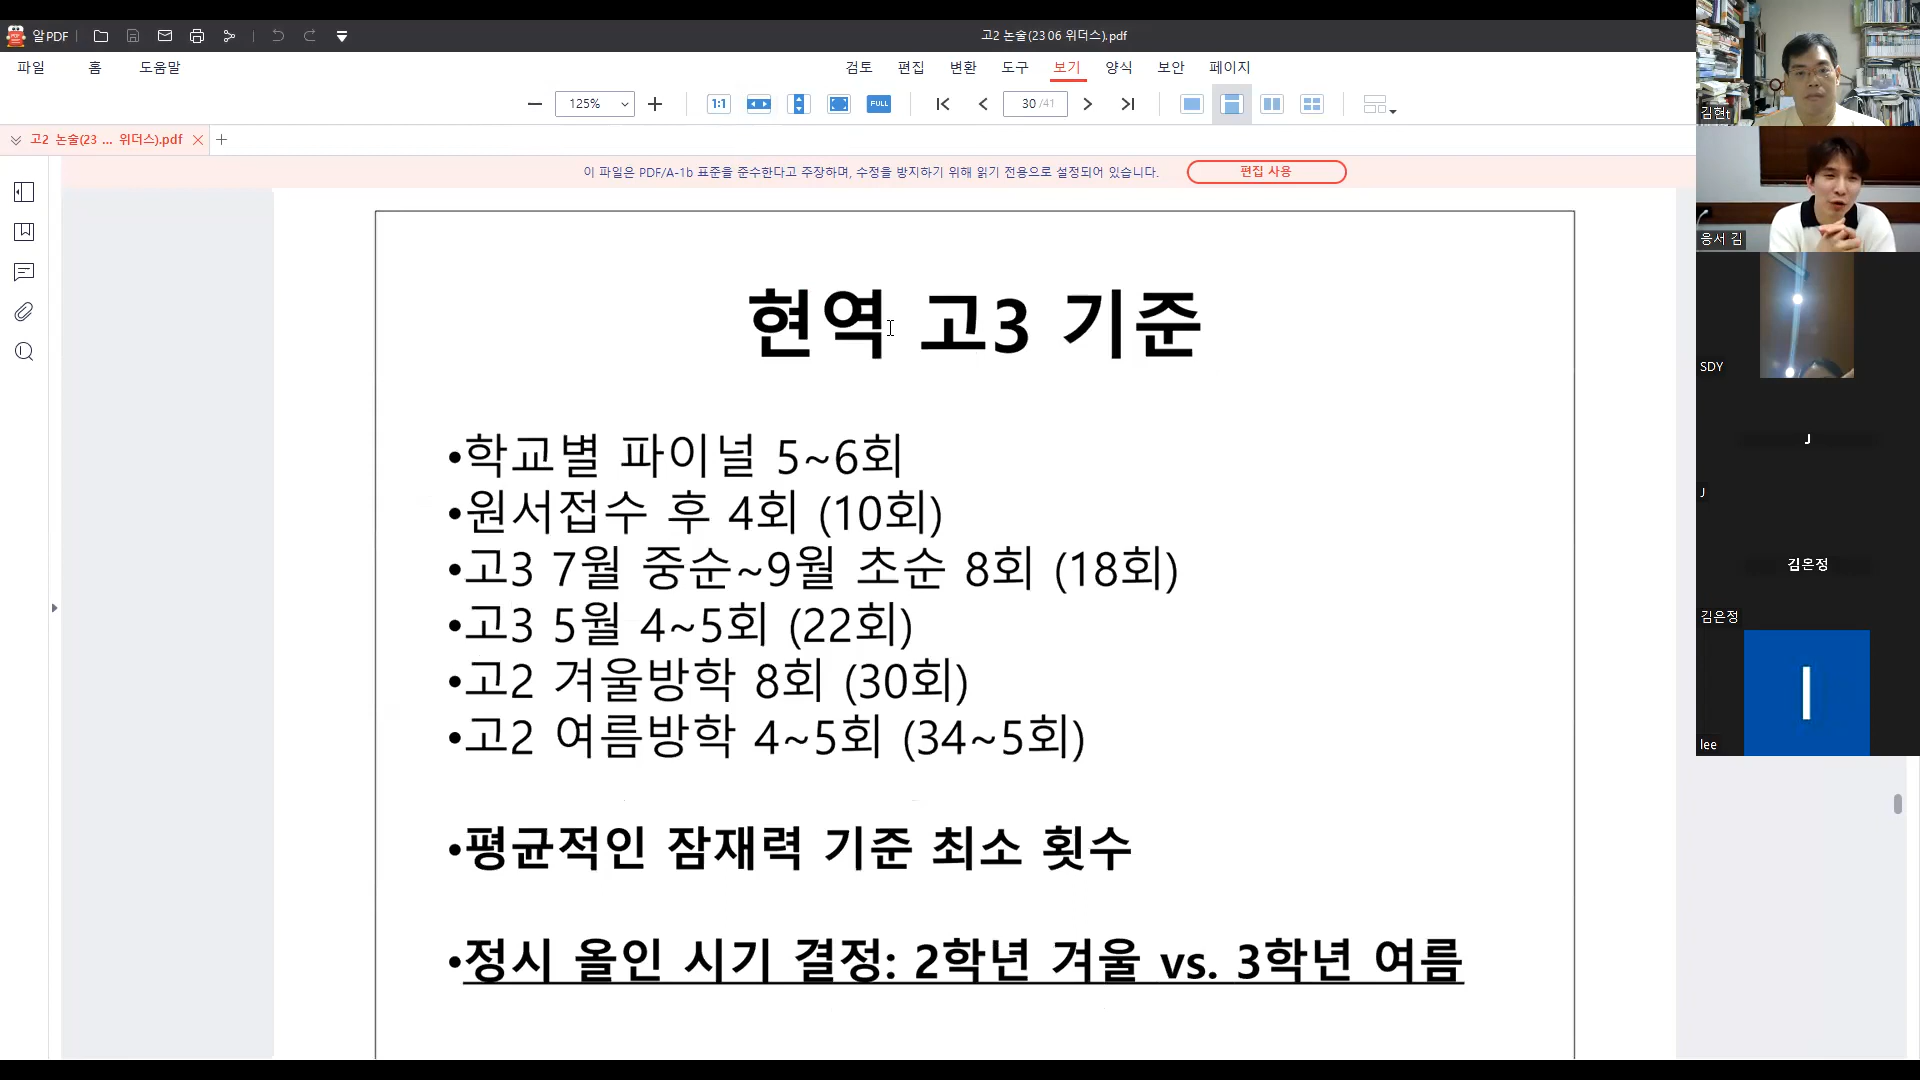 알PDF
고2 논술(2306 위더스).pdf
파일 홈 도움말 검토 편집 변환 도구 보기 양식 보안 페이지
125% 1:1 FULL 30 /41
고2 논술(23 ... 위더스).pdf
이 파일은 PDF/A-1b 표준을 준수한다고 주장하며, 수정을 방지하기 위해 읽기 전용으로 설정되어 있습니다. 편집 사용
현역 고3 기준
•학교별 파이널 5~6회
•원서접수 후 4회 (10회)
•고3 7월 중순~9월 초순 8회 (18회)
•고3 5월 4~5회 (22회)
•고2 겨울방학 8회 (30회)
•고2 여름방학 4~5회 (34~5회)
•평균적인 잠재력 기준 최소 횟수
•정시 올인 시기 결정: 2학년 겨울 vs. 3학년 여름
김현t
웅서 김
SDY
J
J
김은정
김은정
l
lee